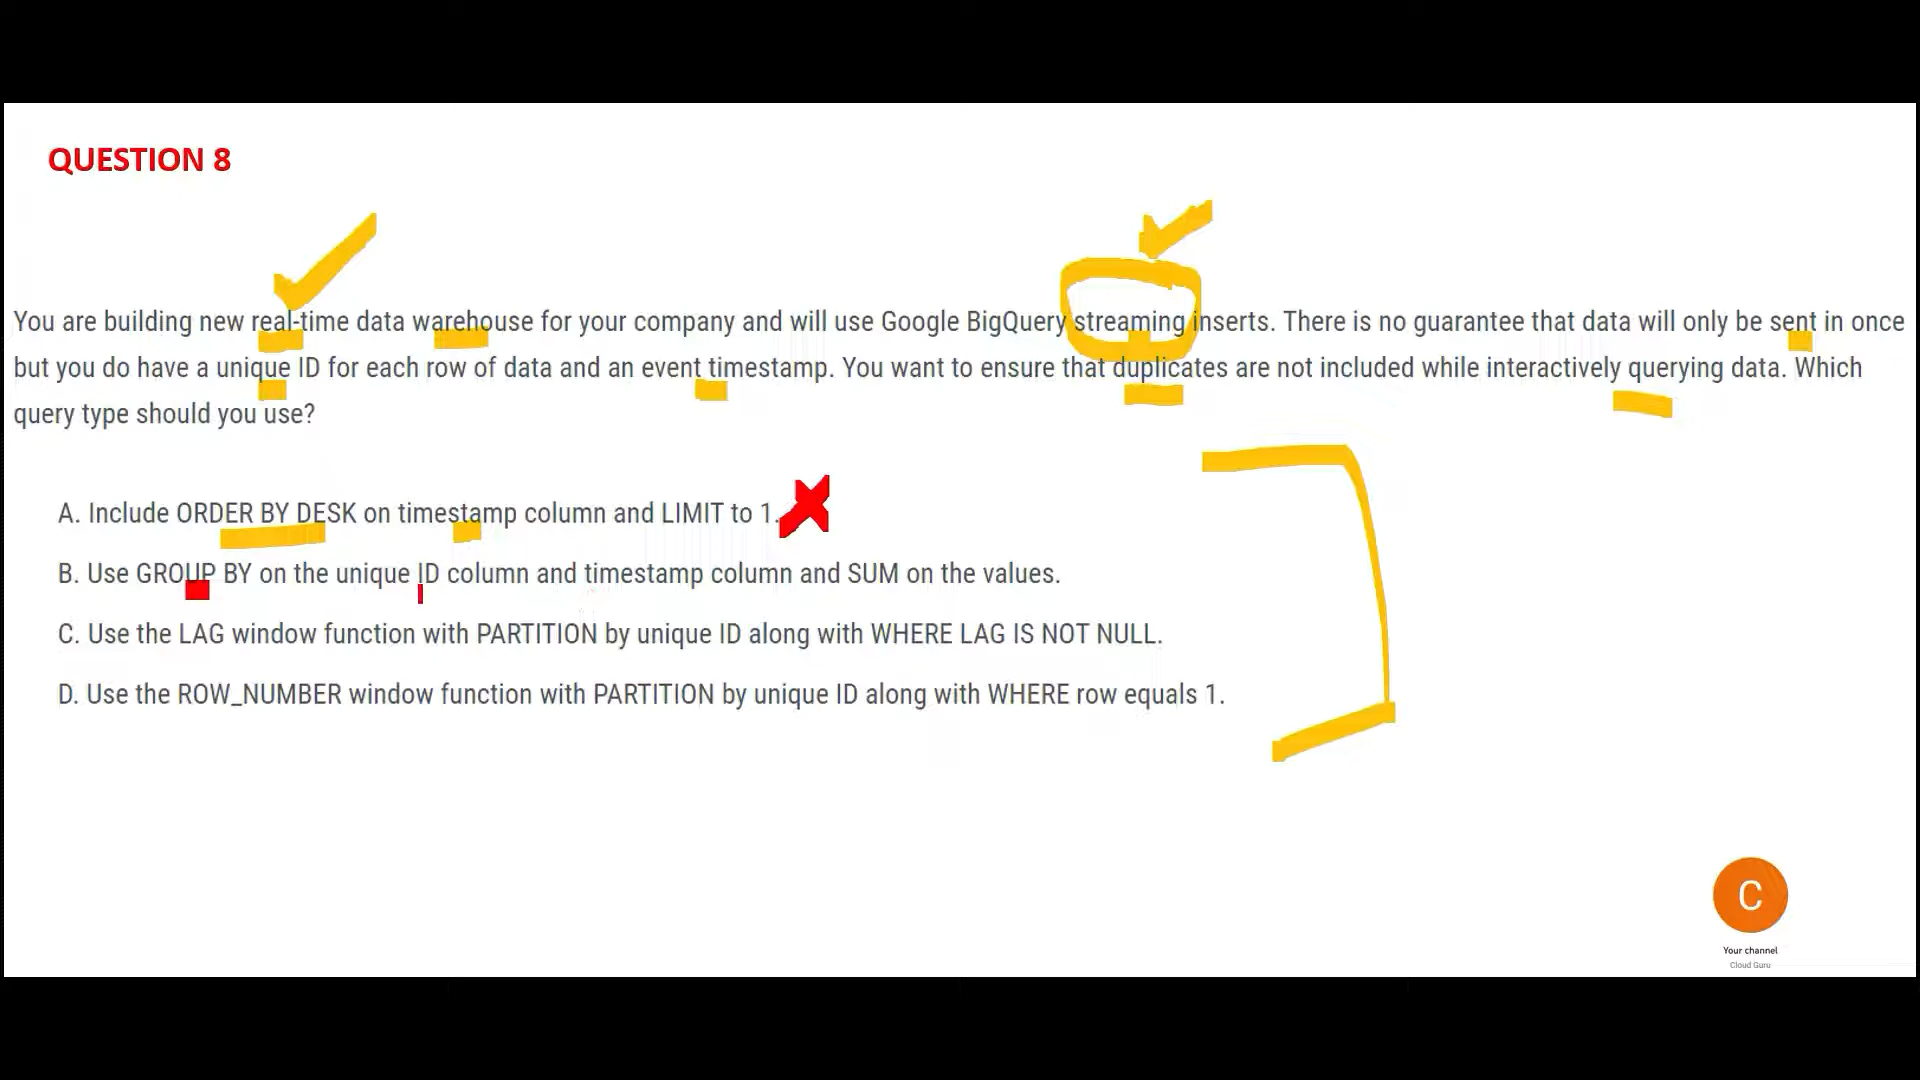 QUESTION 8
You are building new real-time data warehouse for your company and will use Google BigQuery streaming inserts. There is no guarantee that data will only be sent in once
but you do have a unique ID for each row of data and an event timestamp. You want to ensure that duplicates are not included while interactively querying data. Which
query type should you use?
A. Include ORDER BY DESK on timestamp column and LIMIT to 1.
B. Use GROUP BY on the unique ID column and timestamp column and SUM on the values.
C. Use the LAG window function with PARTITION by unique ID along with WHERE LAG IS NOT NULL.
D. Use the ROW_NUMBER window function with PARTITION by unique ID along with WHERE row equals 1.
C
Your channel
Cloud Guru